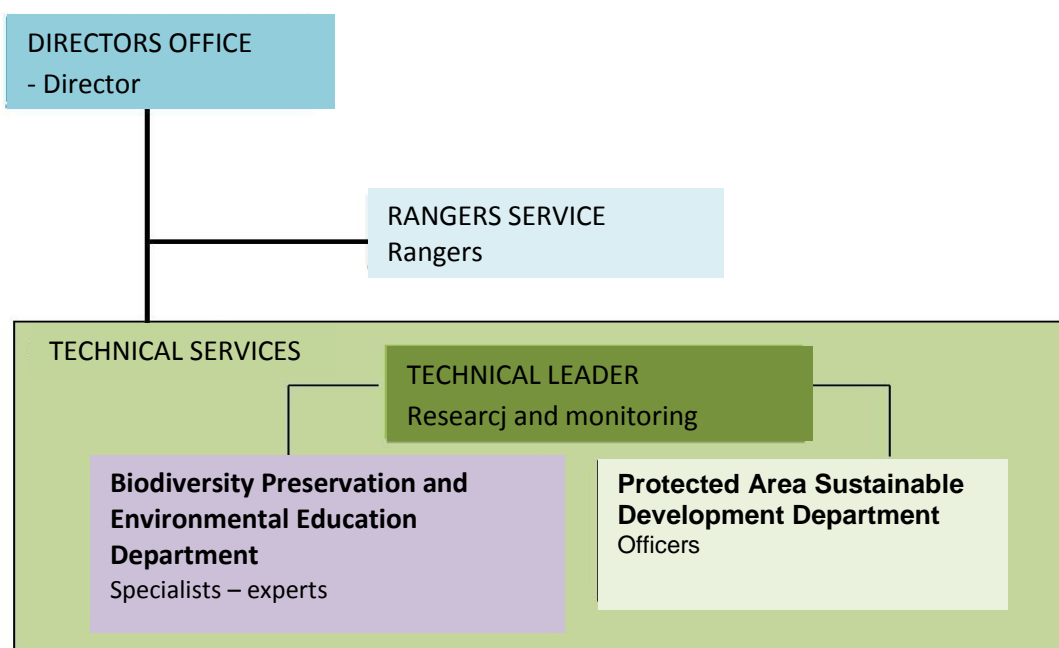 DIRECTORS OFFICE
- Director
RANGERS SERVICE
Rangers
TECHNICAL SERVICES
TECHNICAL LEADER
Researcj and monitoring
Biodiversity Preservation and
Environmental Education
Department
Specialists – experts
Protected Area Sustainable
Development Department
Officers